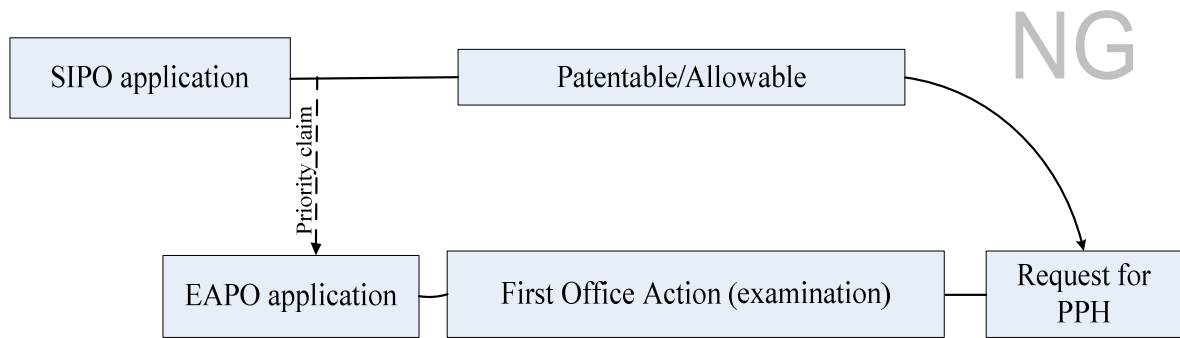 NG
SIPO application
Patentable/Allowable
Priority claim
EAPO application
First Office Action (examination)
Request for
PPH